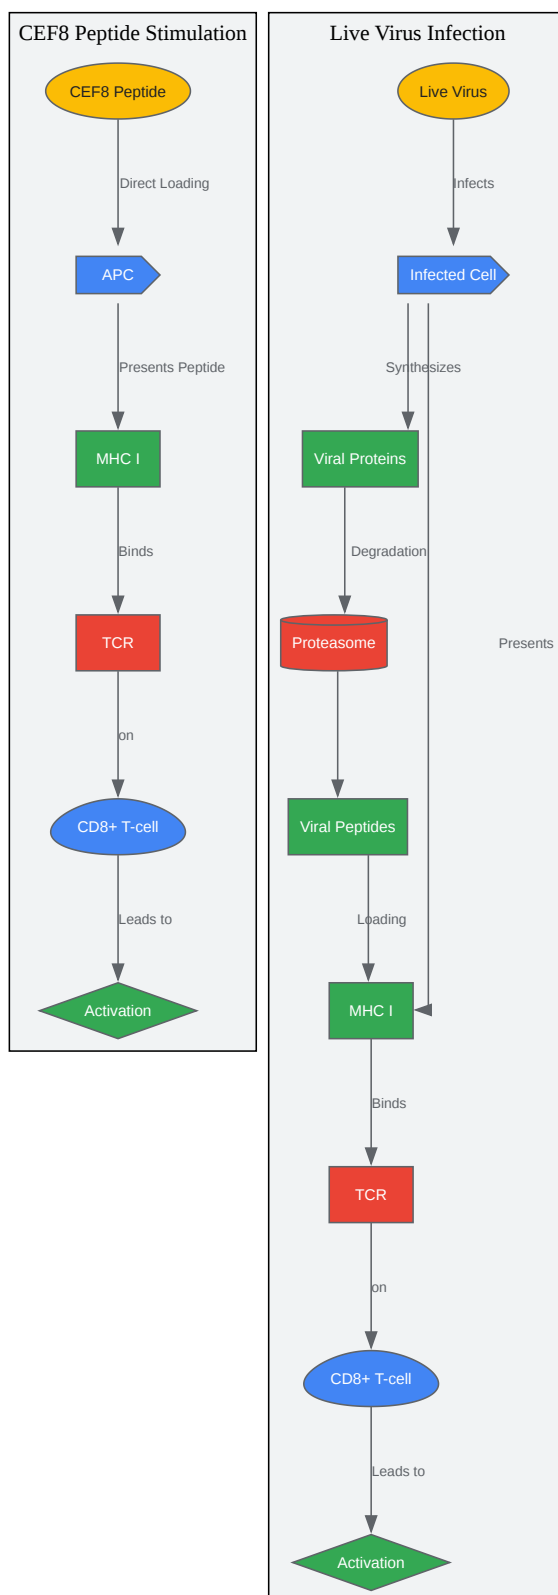 CEF8 Peptide Stimulation
CEF8 Peptide
Direct Loading
APC
Presents Peptide
MHC I
Binds
TCR
on
CD8+ T-cell
Leads to
Activation
Live Virus Infection
Live Virus
Infects
Infected Cell
Synthesizes
Viral Proteins
Degradation
Proteasome
Presents
Viral Peptides
Loading
MHC I
Binds
TCR
on
CD8+ T-cell
Leads to
Activation